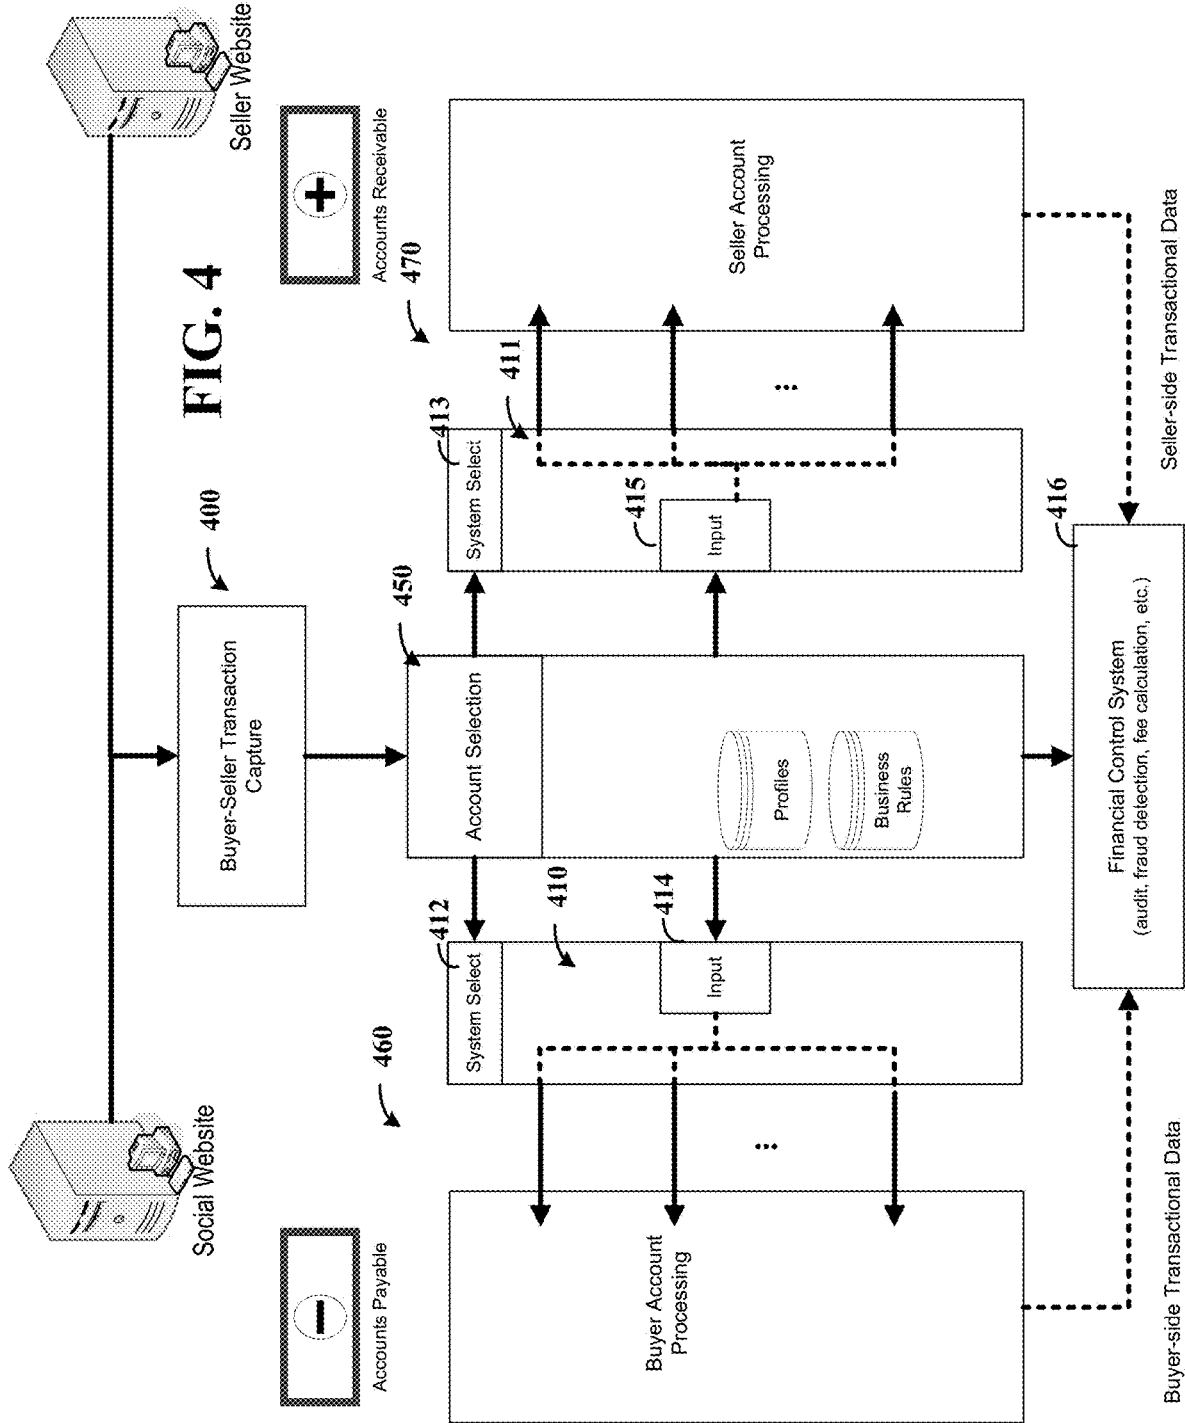 Social Website
Seller Website
FIG. 4
Buyer-Seller Transaction
Capture
400
Accounts Payable
Accounts Receivable
460
470
450
Account Selection
412
System Select
413
System Select
410
411
414
Input
415
Input
Profiles
Business
Rules
Buyer Account
Processing
...
...
Seller Account
Processing
416
Financial Control System
(audit, fraud detection, fee calculation, etc.)
Buyer-side Transactional Data
Seller-side Transactional Data